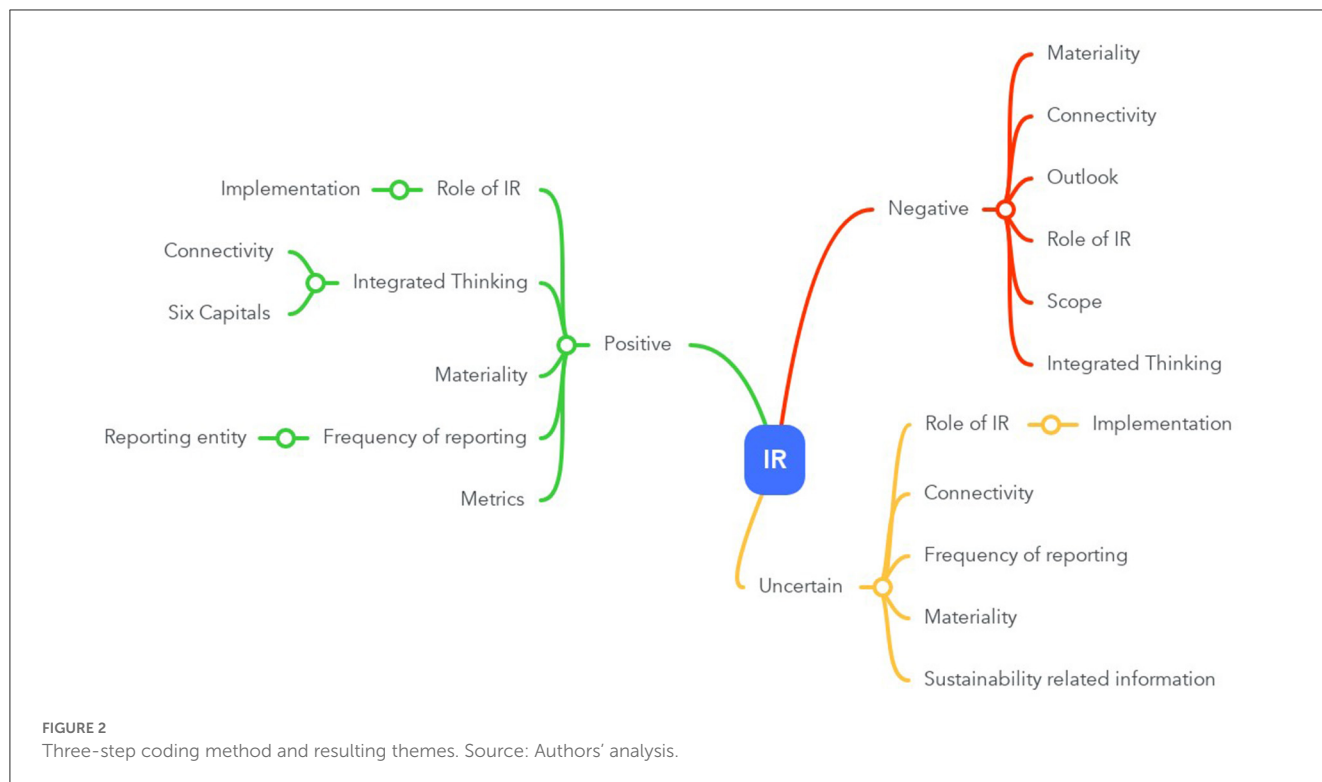 Materiality
Connectivity
Outlook
Negative
Role of IR
Scope
Integrated Thinking
Implementation
Role of IR
Connectivity
Integrated Thinking
Six Capitals
Positive
Materiality
Reporting entity
Frequency of reporting
Metrics
IR
Role of IR
Implementation
Connectivity
Frequency of reporting
Uncertain
Materiality
Sustainability related information
FIGURE 2
Three-step coding method and resulting themes. Source: Authors' analysis.